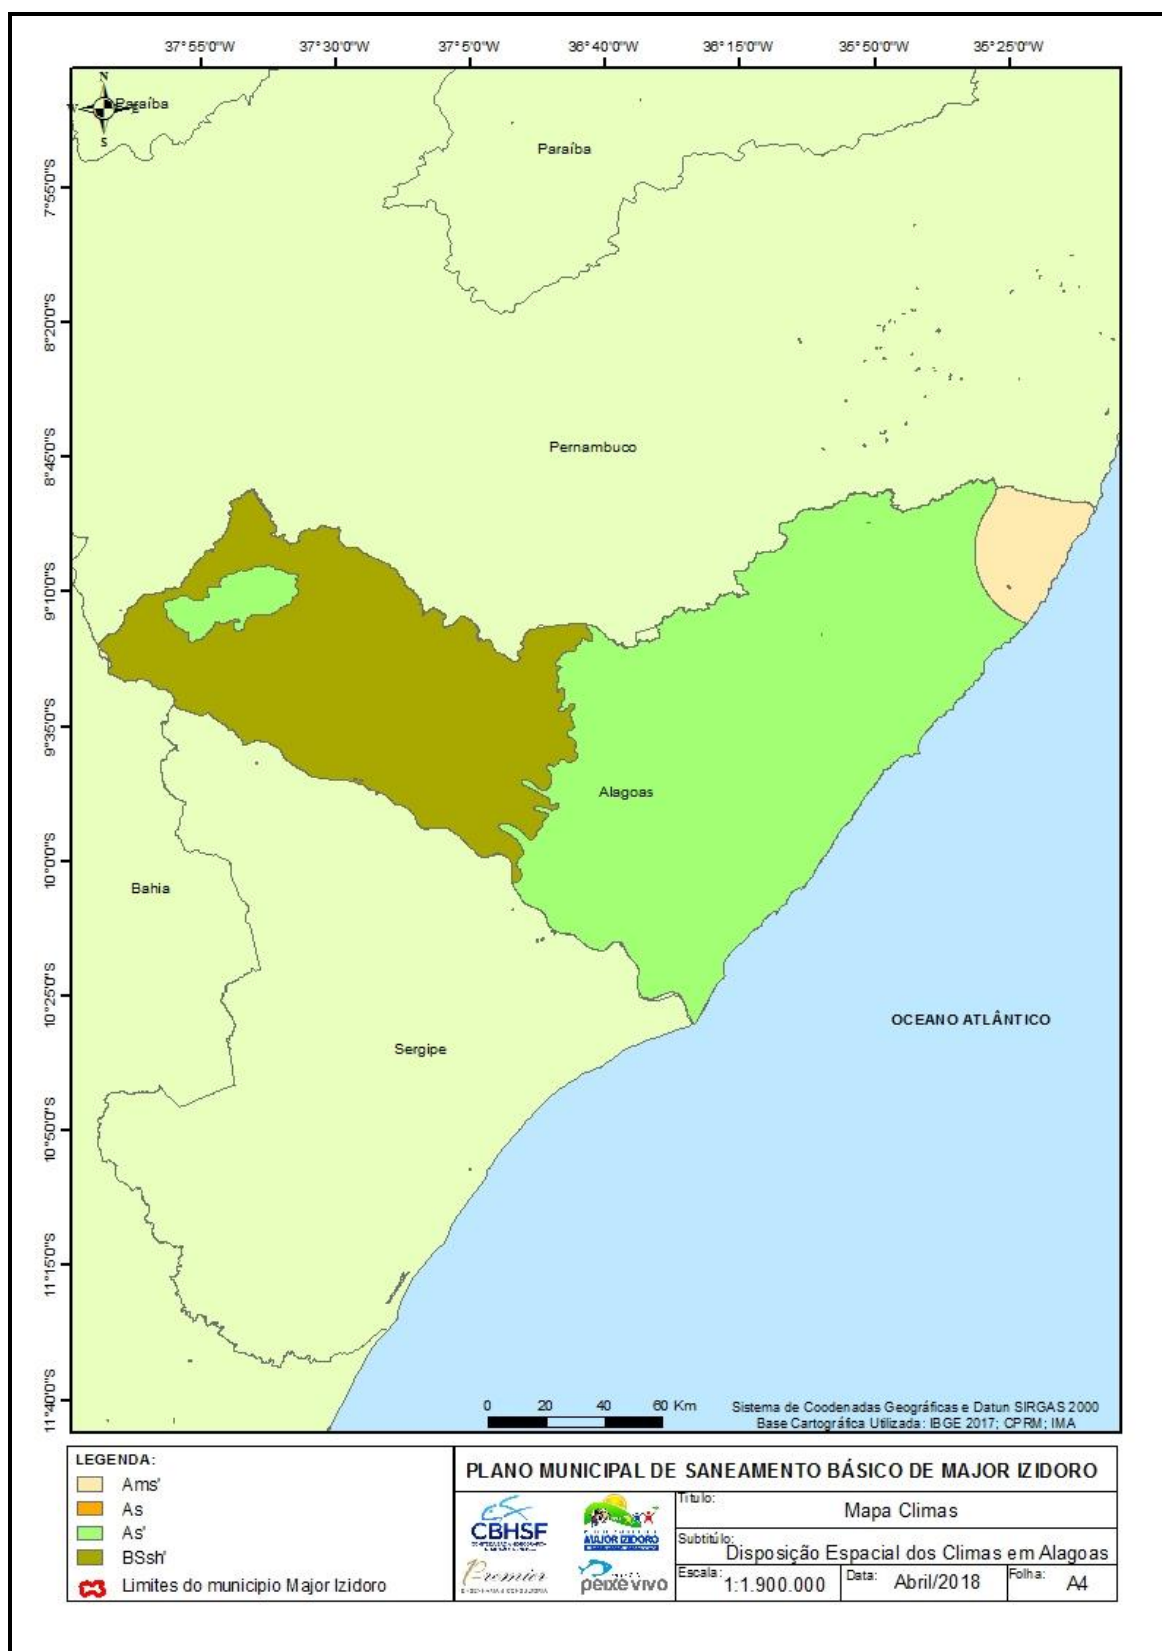 37°55'0"W 37°30'0"W 37°5'0"W 36°40'0"W 36°15'0"W 35°50'0"W 35°25'0"W
N
W E
S
Paraíba
Paraíba
7°55'0"S
8°20'0"S
Pernambuco
8°45'0"S
9°10'0"S
9°35'0"S
Alagoas
10°0'0"S
Bahia
10°25'0"S
OCEANO ATLÂNTICO
Sergipe
10°50'0"S
11°15'0"S
11°40'0"S
0 20 40 60 Km
Sistema de Coodenadas Geográficas e Datun SIRGAS 2000
Base Cartográfica Utilizada: IBGE 2017; CPRM; IMA
LEGENDA:
Ams'
As
As'
BSsh'
Limites do municipio Major Izidoro
PLANO MUNICIPAL DE SANEAMENTO BÁSICO DE MAJOR IZIDORO
CBHSF
MAJOR IZIDORO
Premier
ENGENHARIA E CONSULTORIA
peixe vivo
Titulo:
Mapa Climas
Subtitúlo:
Disposição Espacial dos Climas em Alagoas
Escala: 1:1.900.000
Data: Abril/2018
Folha: A4